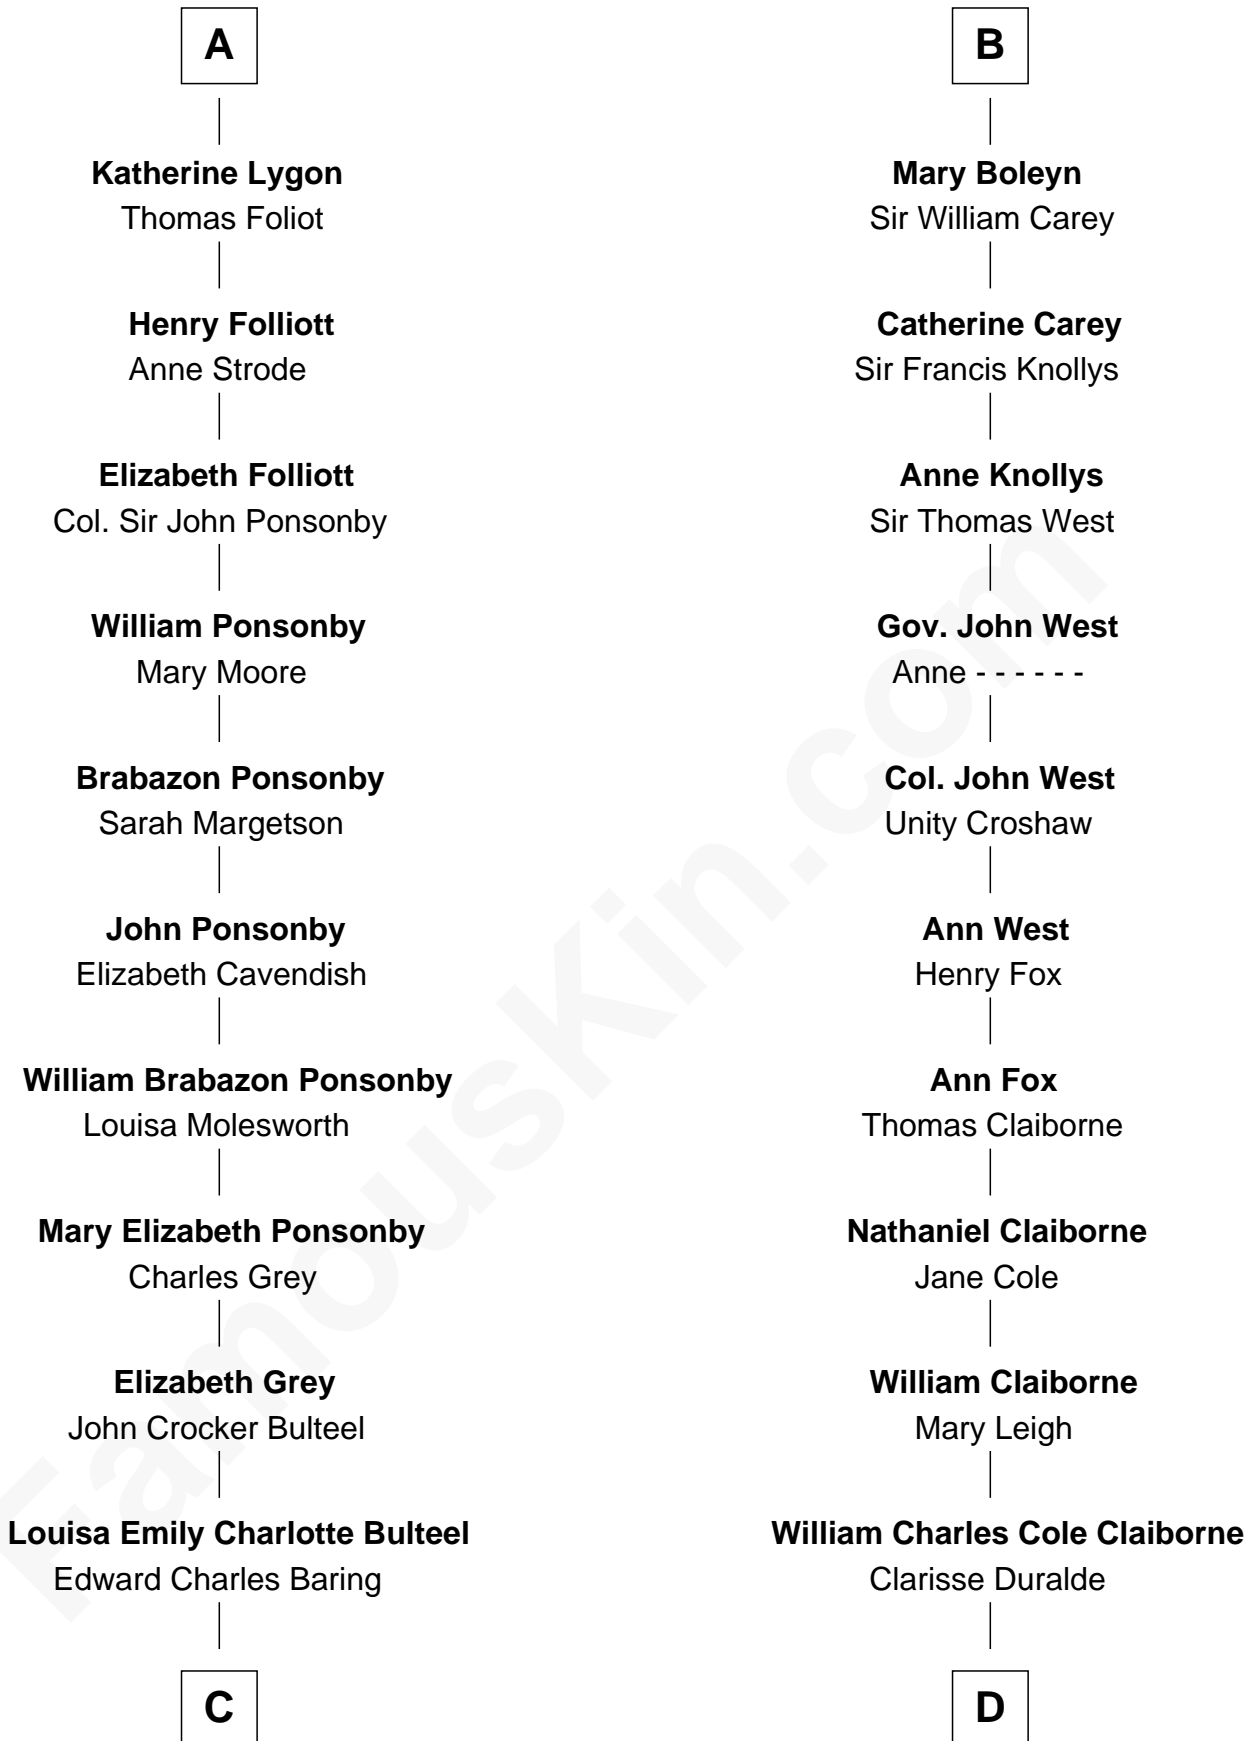 A
Katherine Lygon
Thomas Foliot
Henry Folliott
Anne Strode
Elizabeth Folliott
Col. Sir John Ponsonby
William Ponsonby
Mary Moore
Brabazon Ponsonby
Sarah Margetson
John Ponsonby
Elizabeth Cavendish
William Brabazon Ponsonby
Louisa Molesworth
Mary Elizabeth Ponsonby
Charles Grey
Elizabeth Grey
John Crocker Bulteel
Louisa Emily Charlotte Bulteel
Edward Charles Baring
C
B
Mary Boleyn
Sir William Carey
Catherine Carey
Sir Francis Knollys
Anne Knollys
Sir Thomas West
Gov. John West
Anne - - - - - -
Col. John West
Unity Croshaw
Ann West
Henry Fox
Ann Fox
Thomas Claiborne
Nathaniel Claiborne
Jane Cole
William Claiborne
Mary Leigh
William Charles Cole Claiborne
Clarisse Duralde
D
FamousKin.com